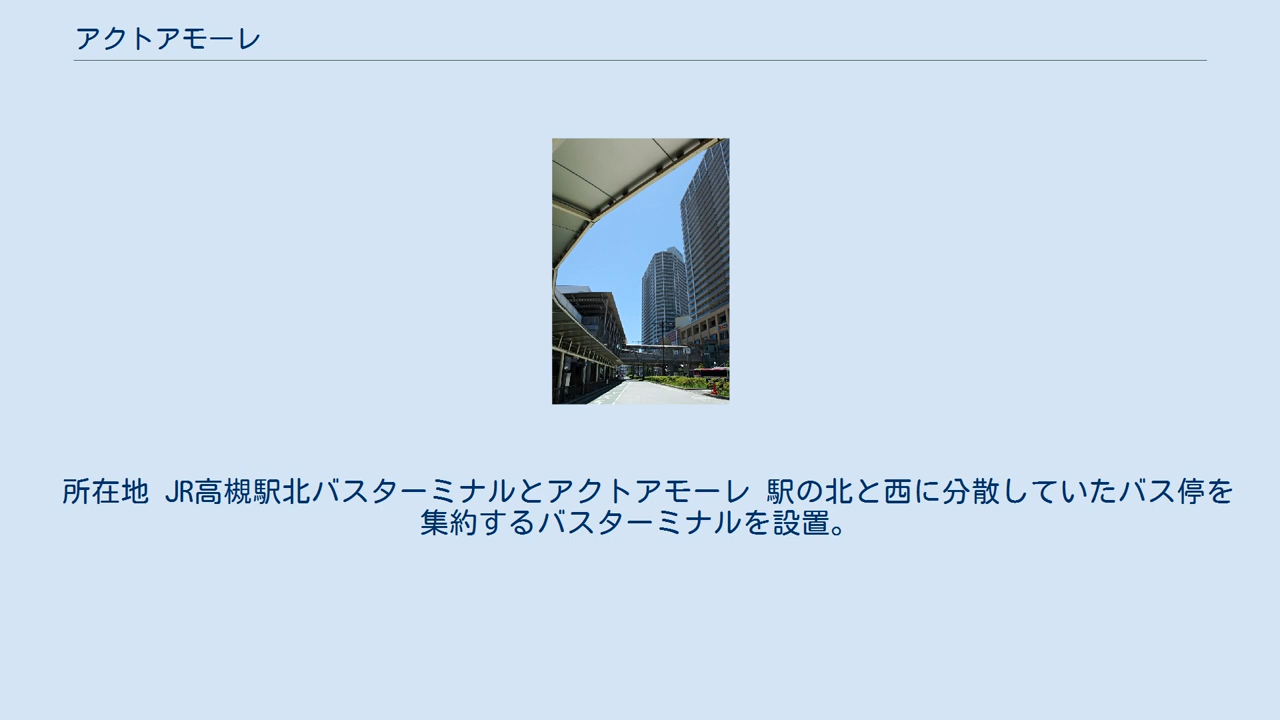 アクトアモーレ
所在地 JR高槻駅北バスターミナルとアクトアモーレ 駅の北と西に分散していたバス停を
集約するバスターミナルを設置。